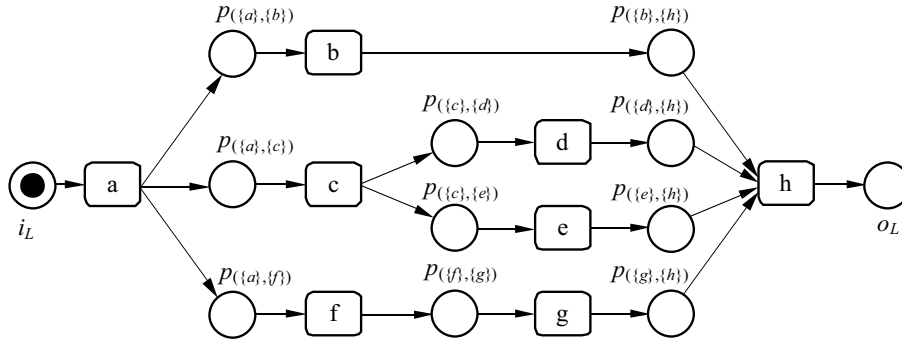 p({a},{b})
p({b},{h})
b
p({c},{d})
p({d},{h})
d
p({a},{c})
a
c
h
p({c},{e})
p({e},{h})
i_L
e
o_L
p({a},{f})
p({f},{g})
p({g},{h})
f
g